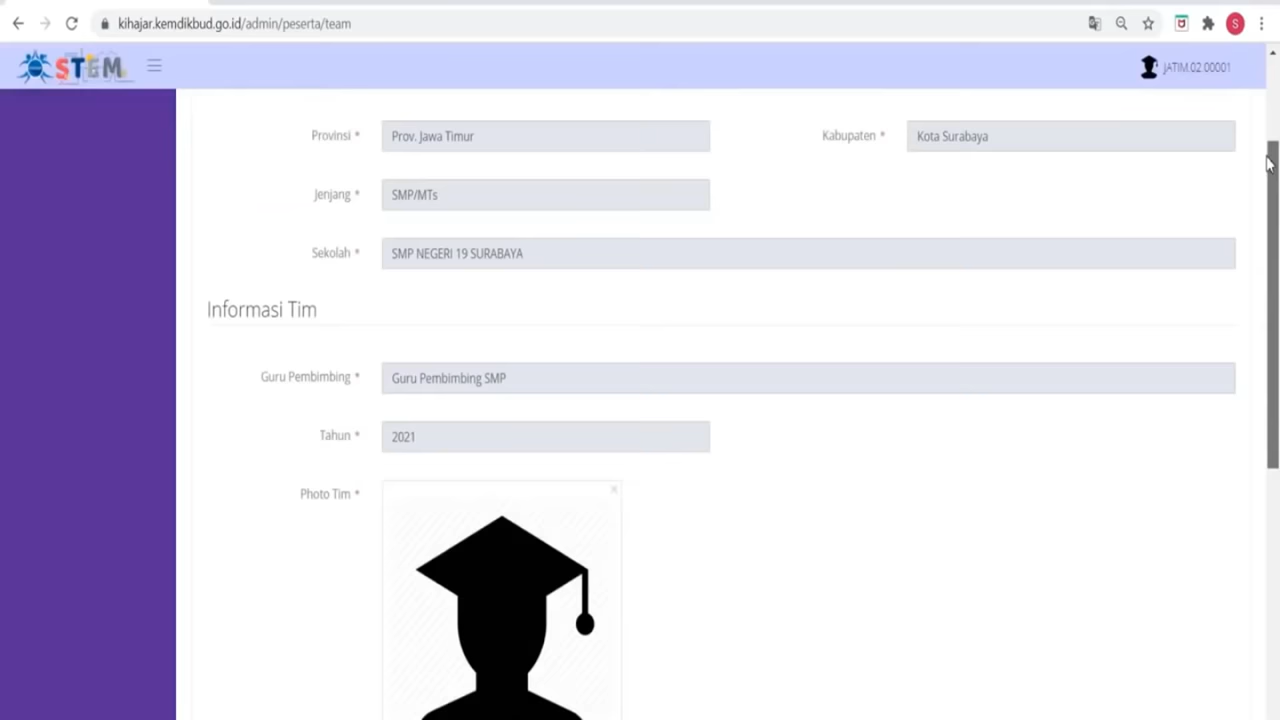 kihajar.kemdikbud.go.id/admin/peserta/team
S
STEM
JATIM.02.00001
Provinsi * Prov. Jawa Timur Kabupaten * Kota Surabaya
Jenjang * SMP/MTs
Sekolah * SMP NEGERI 19 SURABAYA
Informasi Tim
Guru Pembimbing * Guru Pembimbing SMP
Tahun * 2021
Photo Tim *